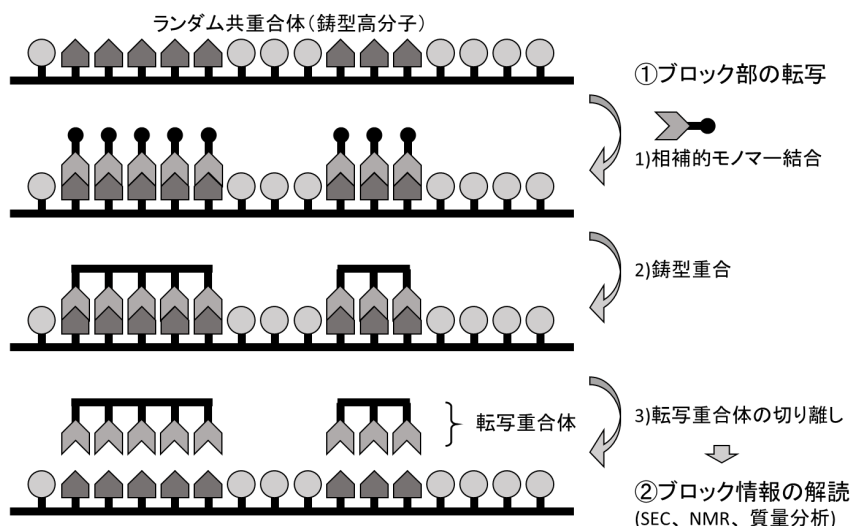 ランダム共重合体(鋳型高分子)
①ブロック部の転写
1)相補的モノマー結合
2)鋳型重合
転写重合体
3)転写重合体の切り離し
②ブロック情報の解読
(SEC、NMR、質量分析)